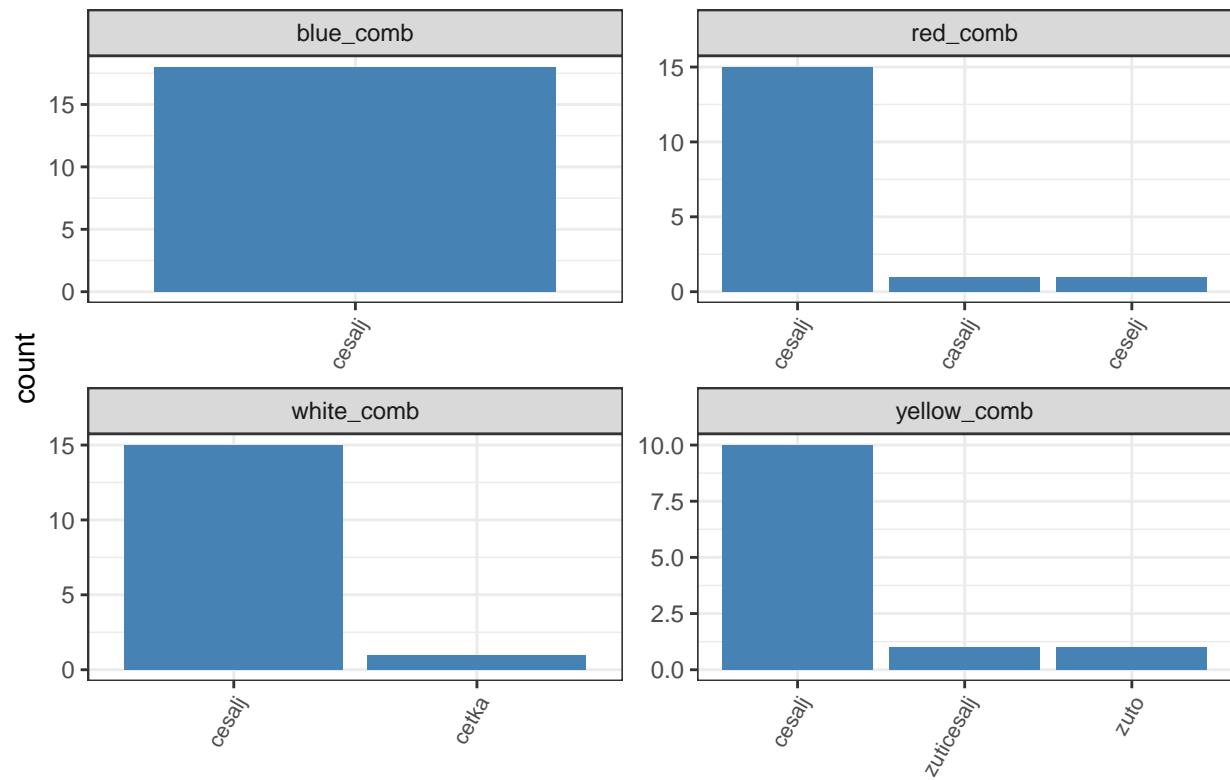 blue_comb
red_comb
15
10
5
0
15
10
5
0
cesalj
cesalj
casalj
ceselj
count
white_comb
yellow_comb
15
10
5
0
10.0
7.5
5.0
2.5
0.0
cesalj
cetka
cesalj
zuticesalj
zuto